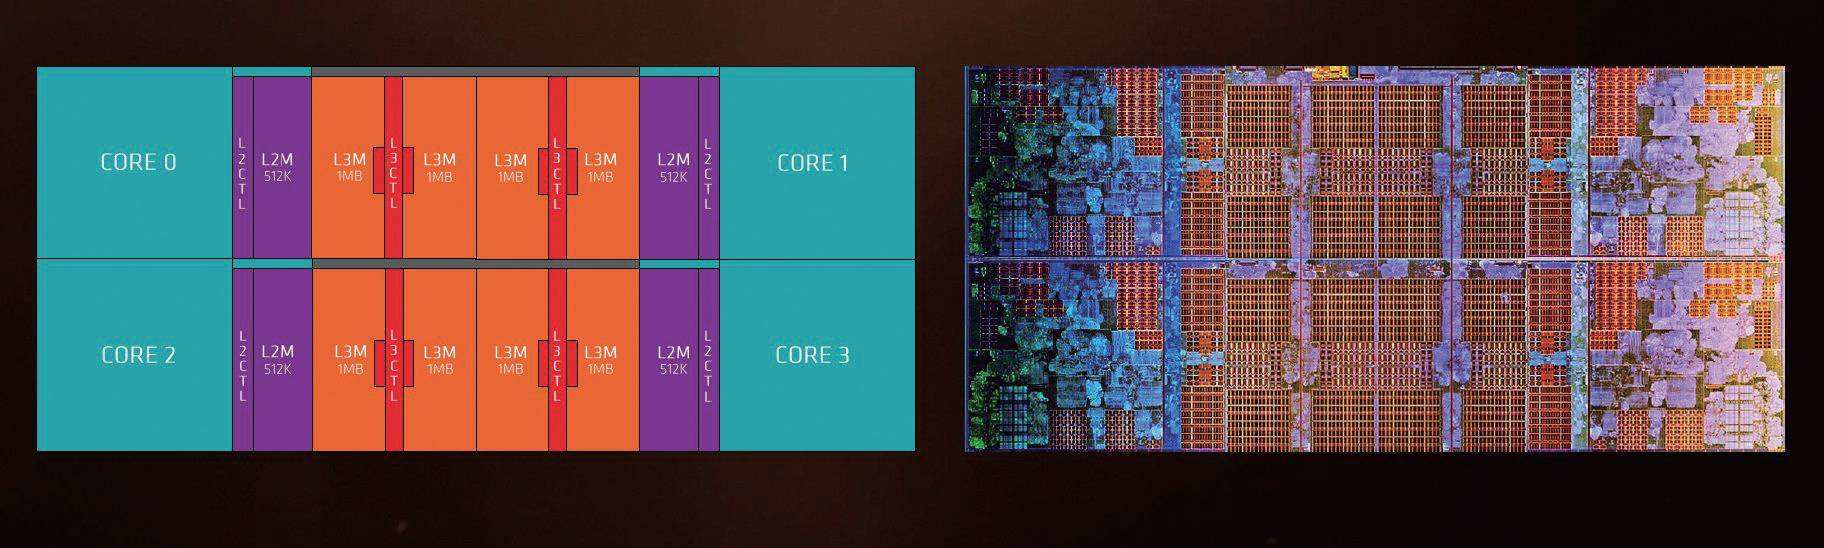 CORE 0
L2CTL
L2M
512K
L3M
1MB
L3CTL
L3M
1MB
L3M
1MB
L3CTL
L3M
1MB
L2M
512K
L2CTL
CORE 1
CORE 2
L2CTL
L2M
512K
L3M
1MB
L3CTL
L3M
1MB
L3M
1MB
L3CTL
L3M
1MB
L2M
512K
L2CTL
CORE 3